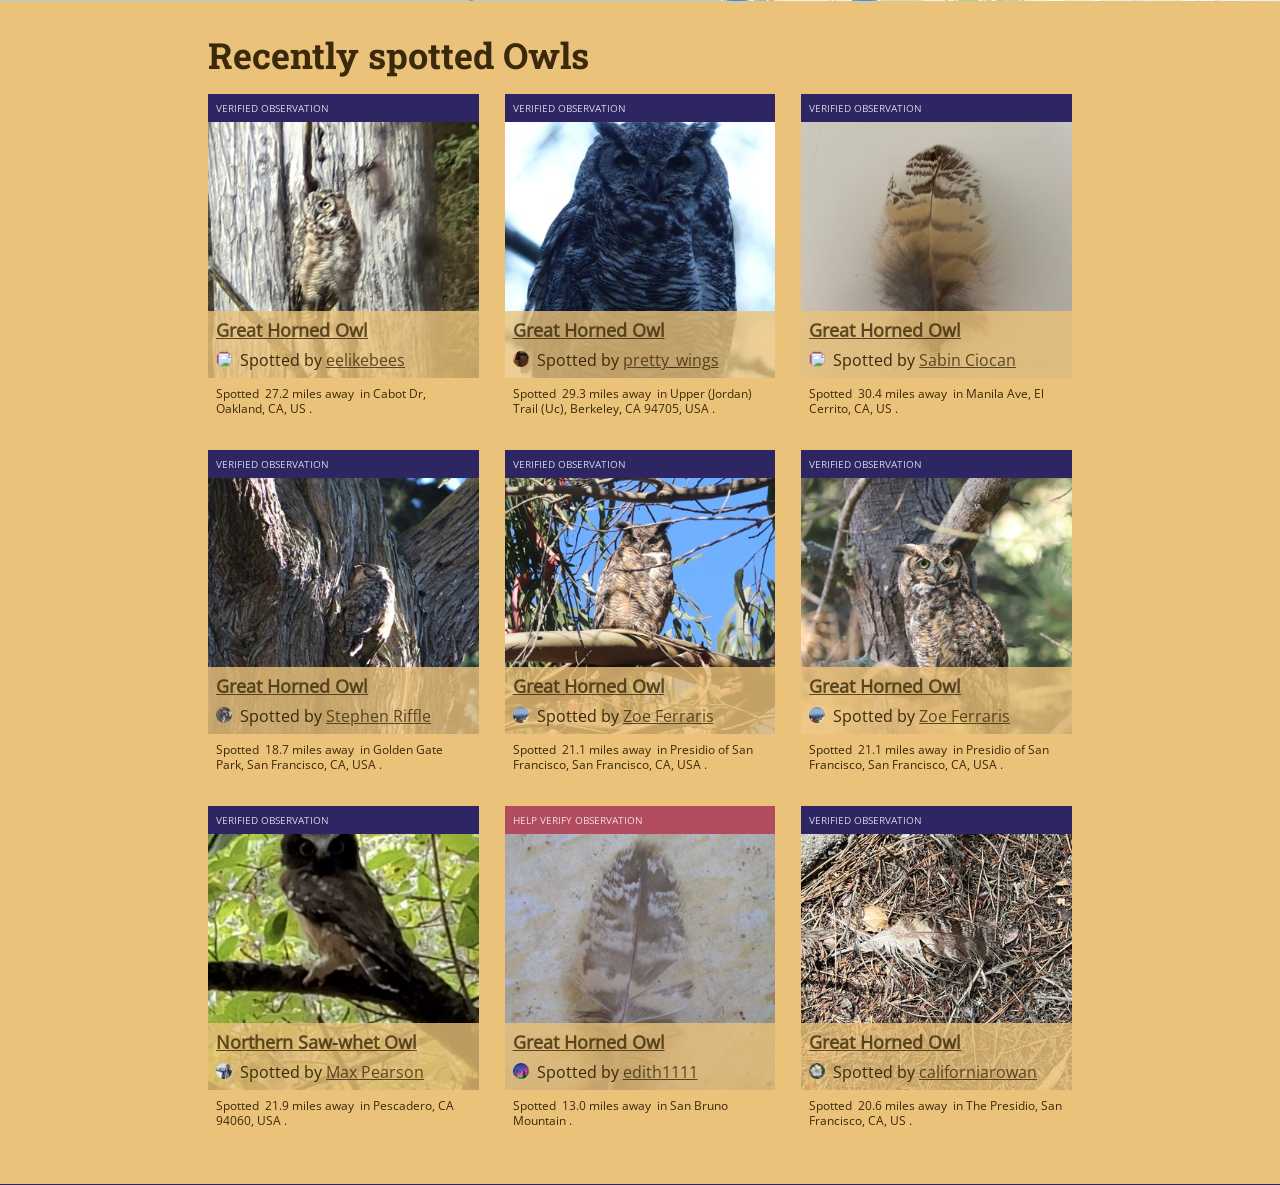 Recently spotted Owls
VERIFIED OBSERVATION
Great Horned Owl
Spotted by eelikebees
Spotted 27.2 miles away in Cabot Dr,
Oakland, CA, US .
VERIFIED OBSERVATION
Great Horned Owl
Spotted by pretty_wings
Spotted 29.3 miles away in Upper (Jordan)
Trail (Uc), Berkeley, CA 94705, USA .
VERIFIED OBSERVATION
Great Horned Owl
Spotted by Sabin Ciocan
Spotted 30.4 miles away in Manila Ave, El
Cerrito, CA, US .
VERIFIED OBSERVATION
Great Horned Owl
Spotted by Stephen Riffle
Spotted 18.7 miles away in Golden Gate
Park, San Francisco, CA, USA .
VERIFIED OBSERVATION
Great Horned Owl
Spotted by Zoe Ferraris
Spotted 21.1 miles away in Presidio of San
Francisco, San Francisco, CA, USA .
VERIFIED OBSERVATION
Great Horned Owl
Spotted by Zoe Ferraris
Spotted 21.1 miles away in Presidio of San
Francisco, San Francisco, CA, USA .
VERIFIED OBSERVATION
Northern Saw-whet Owl
Spotted by Max Pearson
Spotted 21.9 miles away in Pescadero, CA
94060, USA .
HELP VERIFY OBSERVATION
Great Horned Owl
Spotted by edith1111
Spotted 13.0 miles away in San Bruno
Mountain .
VERIFIED OBSERVATION
Great Horned Owl
Spotted by californiarowan
Spotted 20.6 miles away in The Presidio, San
Francisco, CA, US .